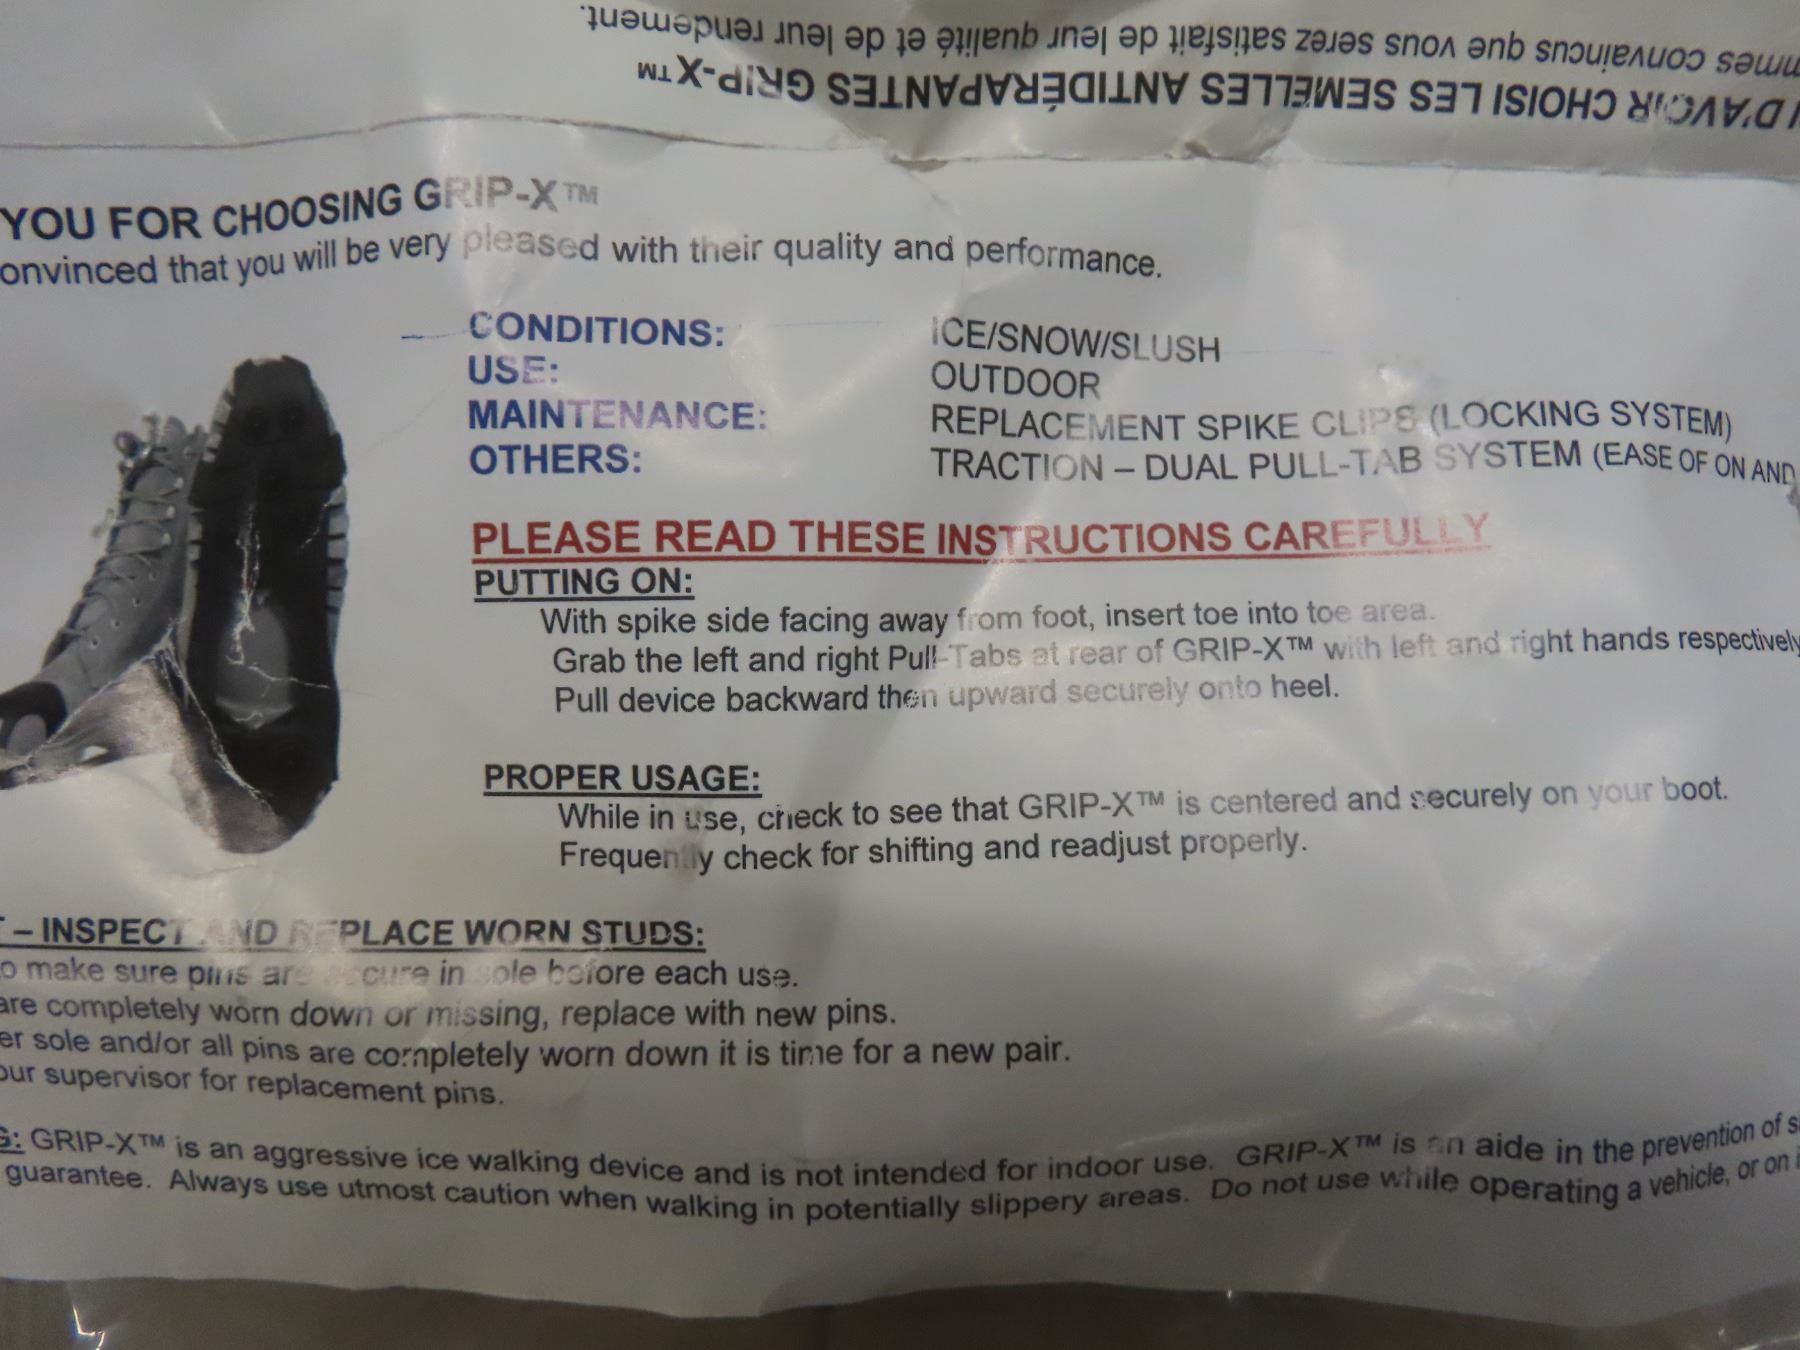 mmes convaincus que vous serez satisfait de leur qualité et de leur rendement.
D'AVOIR CHOISI LES SEMELLES ANTIDÉRAPANTES GRIP-X™
YOU FOR CHOOSING GRIP-X™
onvinced that you will be very pleased with their quality and performance.
CONDITIONS: ICE/SNOW/SLUSH
USE: OUTDOOR
MAINTENANCE: REPLACEMENT SPIKE CLIPS (LOCKING SYSTEM)
OTHERS: TRACTION – DUAL PULL-TAB SYSTEM (EASE OF ON AND
PLEASE READ THESE INSTRUCTIONS CAREFULLY
PUTTING ON:
With spike side facing away from foot, insert toe into toe area.
Grab the left and right Pull-Tabs at rear of GRIP-X™ with left and right hands respectively
Pull device backward then upward securely onto heel.
PROPER USAGE:
While in use, check to see that GRIP-X™ is centered and securely on your boot.
Frequently check for shifting and readjust properly.
– INSPECT AND REPLACE WORN STUDS:
o make sure pins are secure in sole before each use.
are completely worn down or missing, replace with new pins.
er sole and/or all pins are completely worn down it is time for a new pair.
our supervisor for replacement pins.
G: GRIP-X™ is an aggressive ice walking device and is not intended for indoor use. GRIP-X™ is an aide in the prevention of s
guarantee. Always use utmost caution when walking in potentially slippery areas. Do not use while operating a vehicle, or on